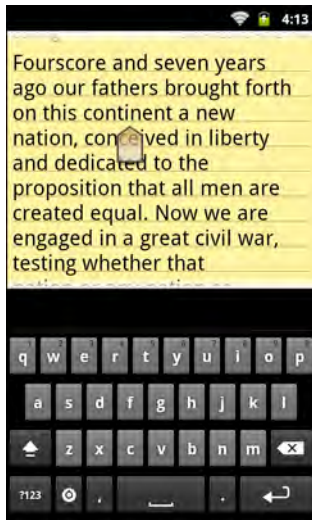 4:13
Fourscore and seven years
ago our fathers brought forth
on this continent a new
nation, conceived in liberty
and dedicated to the
proposition that all men are
created equal. Now we are
engaged in a great civil war,
testing whether that
q w e r t y u i o p
a s d f g h j k l
z x c v b n m
?123 , .